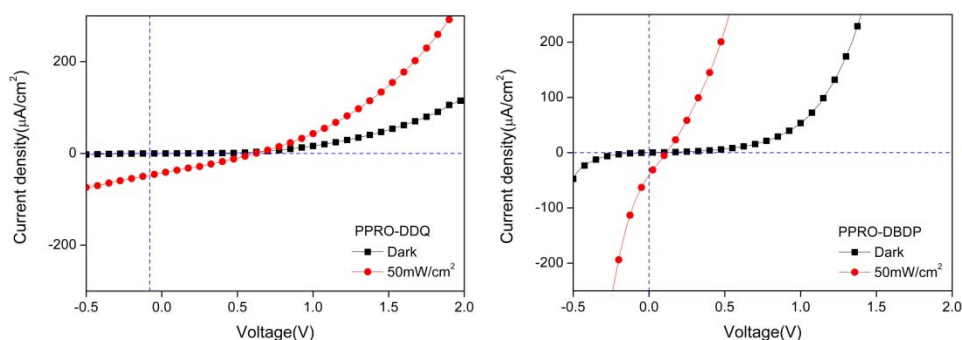 Current density(μA/cm²)
200
0
-200
PPRO-DDQ
Dark
50mW/cm²
-0.5 0.0 0.5 1.0 1.5 2.0
Voltage(V)
Current density(μA/cm²)
200
100
0
-100
-200
PPRO-DBDP
Dark
50mW/cm²
-0.5 0.0 0.5 1.0 1.5 2.0
Voltage(V)